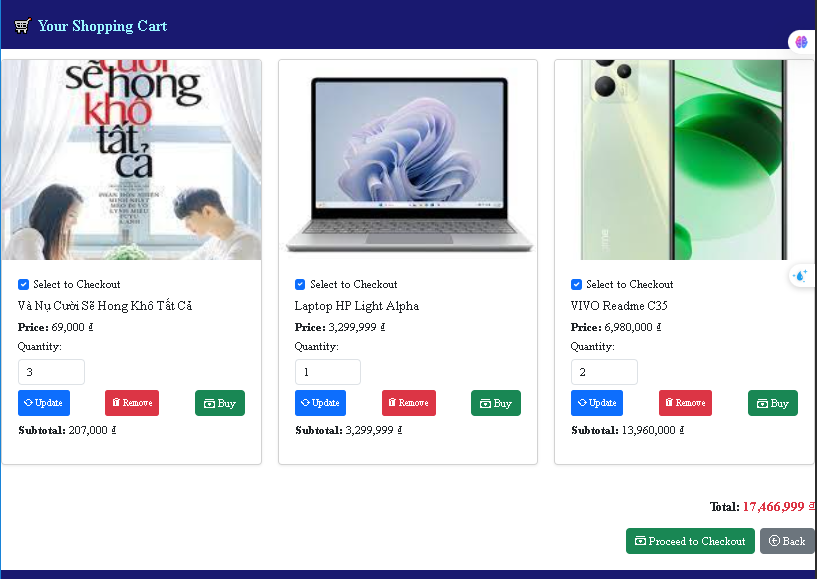 Your Shopping Cart
cười
sẽ hong
khô
tất
cả
Select to Checkout
Và Nụ Cười Sẽ Hong Khô Tất Cả
Price: 69,000 ₫
Quantity:
3
Update Remove Buy
Subtotal: 207,000 ₫
Select to Checkout
Laptop HP Light Alpha
Price: 3,299,999 ₫
Quantity:
1
Update Remove Buy
Subtotal: 3,299,999 ₫
Select to Checkout
VIVO Readme C35
Price: 6,980,000 ₫
Quantity:
2
Update Remove Buy
Subtotal: 13,960,000 ₫
Total: 17,466,999 ₫
Proceed to Checkout Back